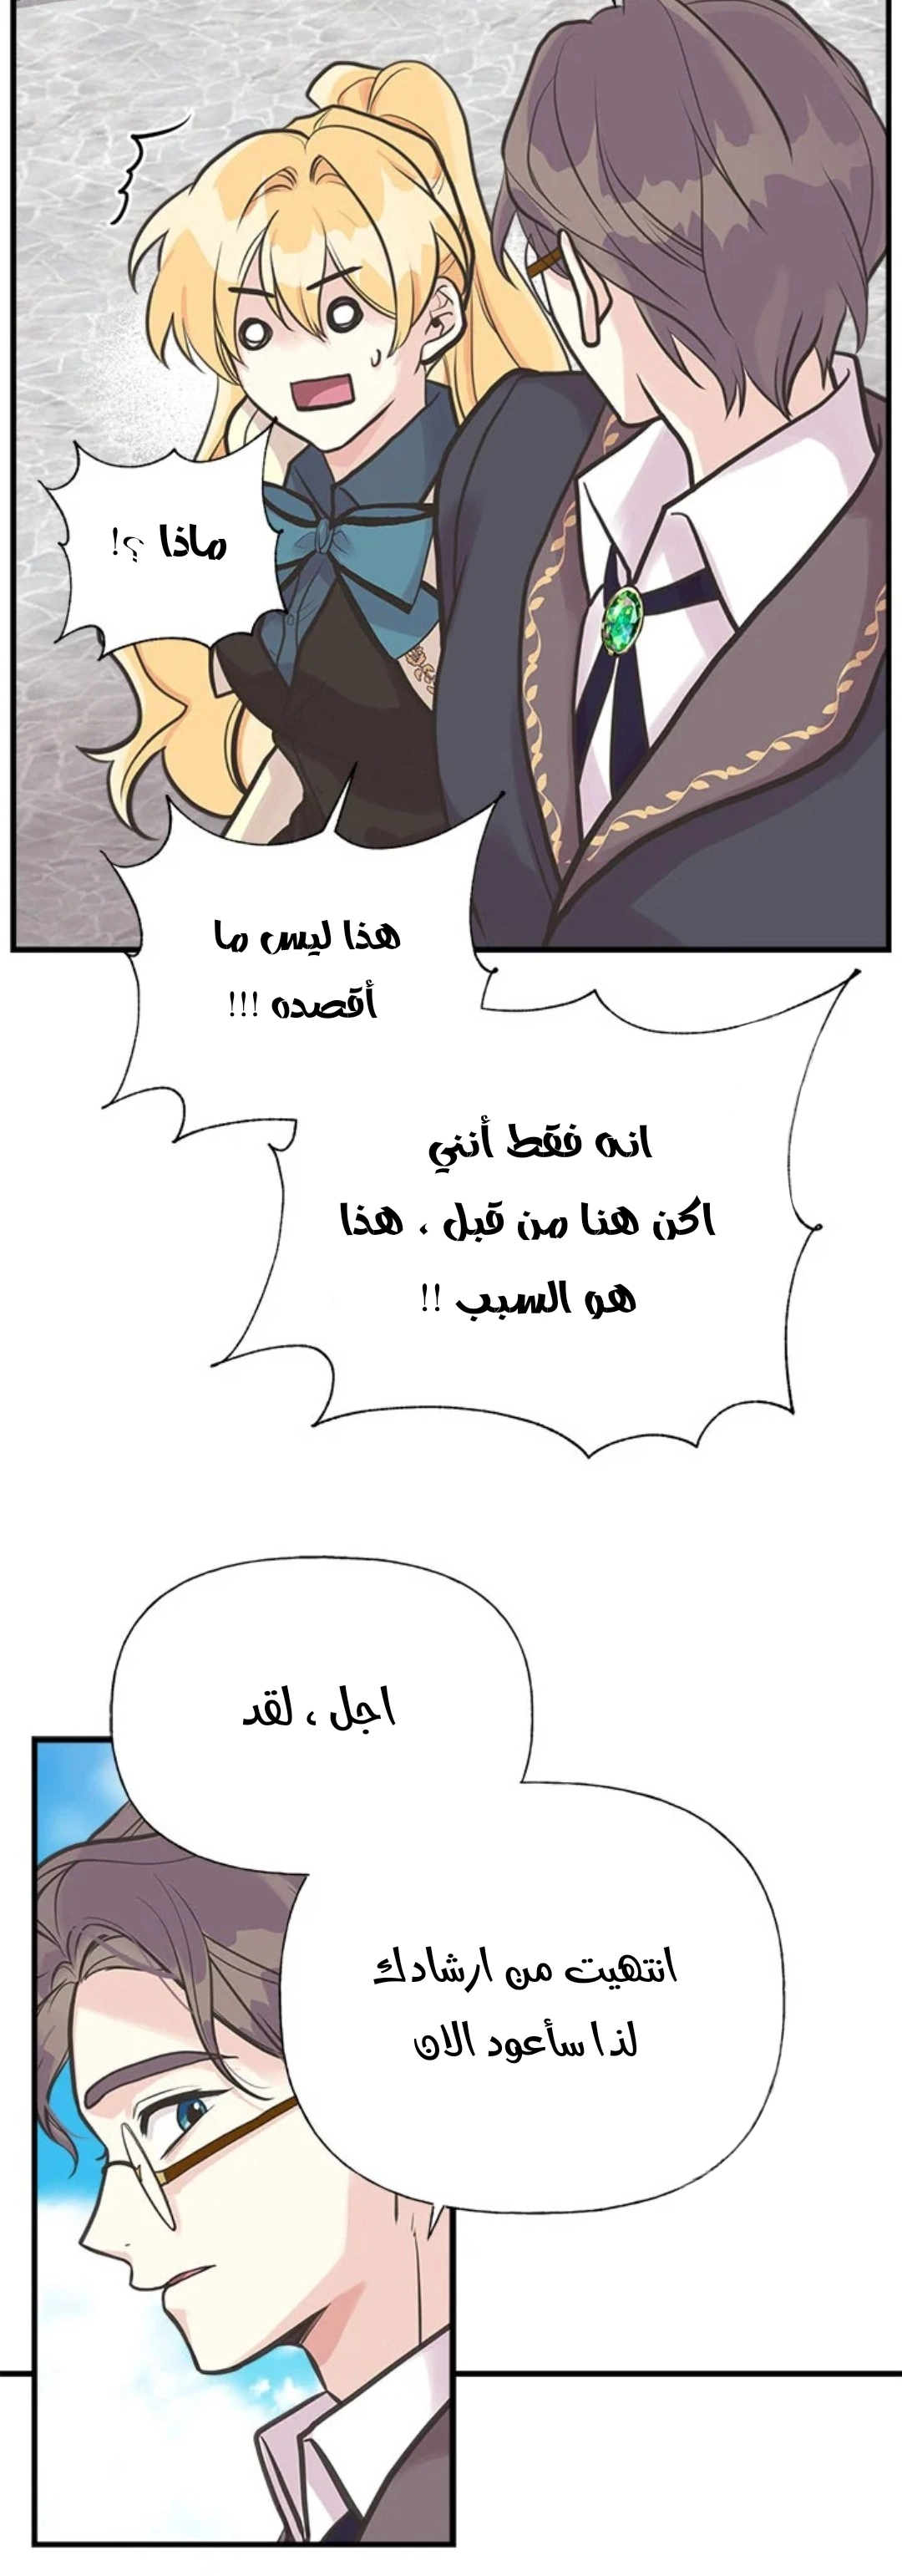 ماذا ؟!
هذا ليس ما
أقصده !!!
انه فقط أنني
اكن هنا من قبل ، هذا
هو السبب !!
اجل ، لقد
انتهيت من ارشادك
لذا سأعود الان